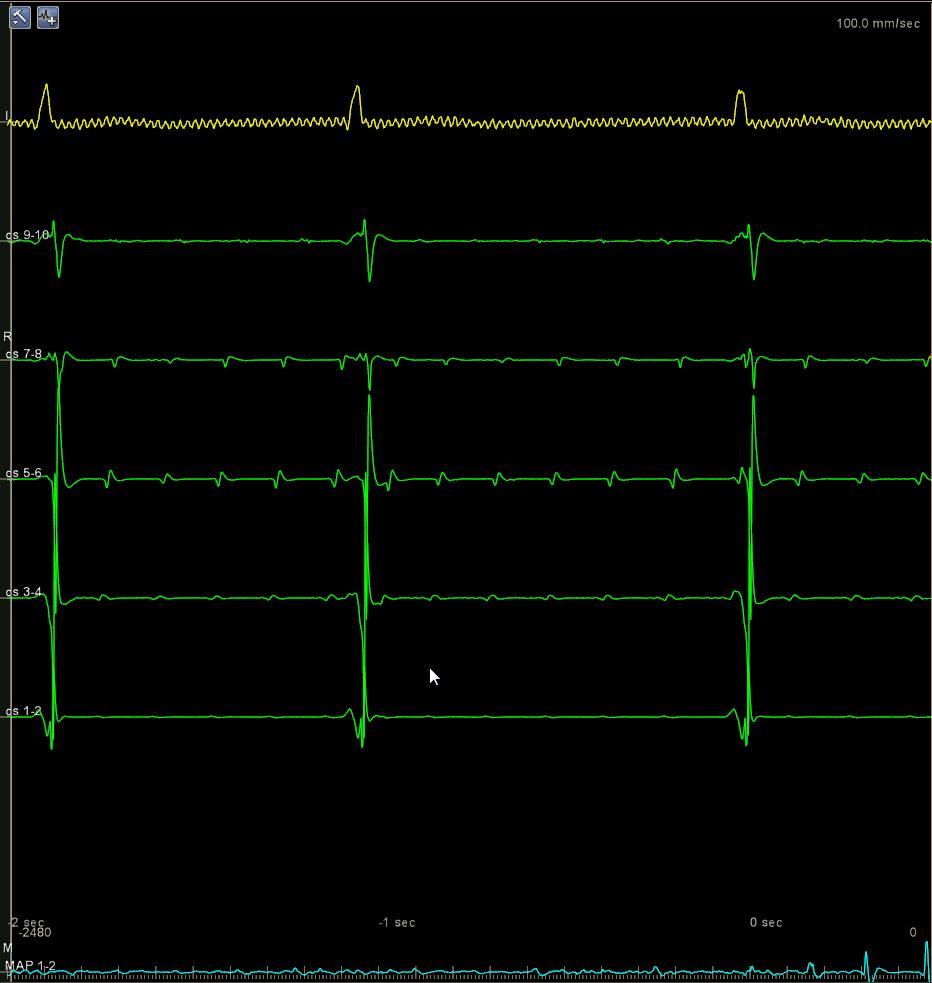 100.0 mm/sec
I
cs 9-10
R
cs 7-8
cs 5-6
cs 3-4
cs 1-2
-2 sec
-1 sec
0 sec
-2480
0
M
MAP 1-2